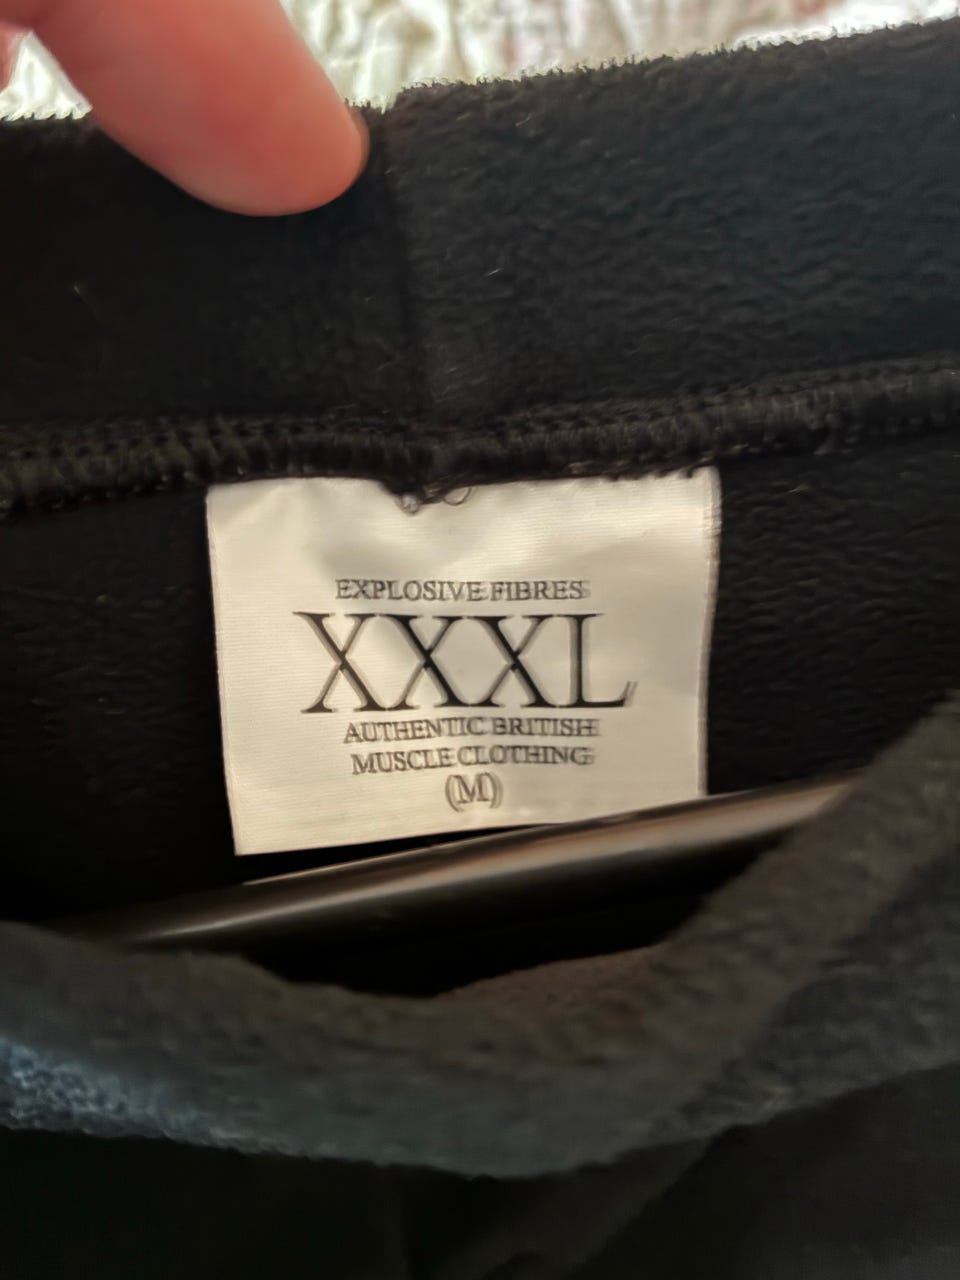 EXPLOSIVE FIBRES
XXXL
AUTHENTIC BRITISH
MUSCLE CLOTHING
(M)